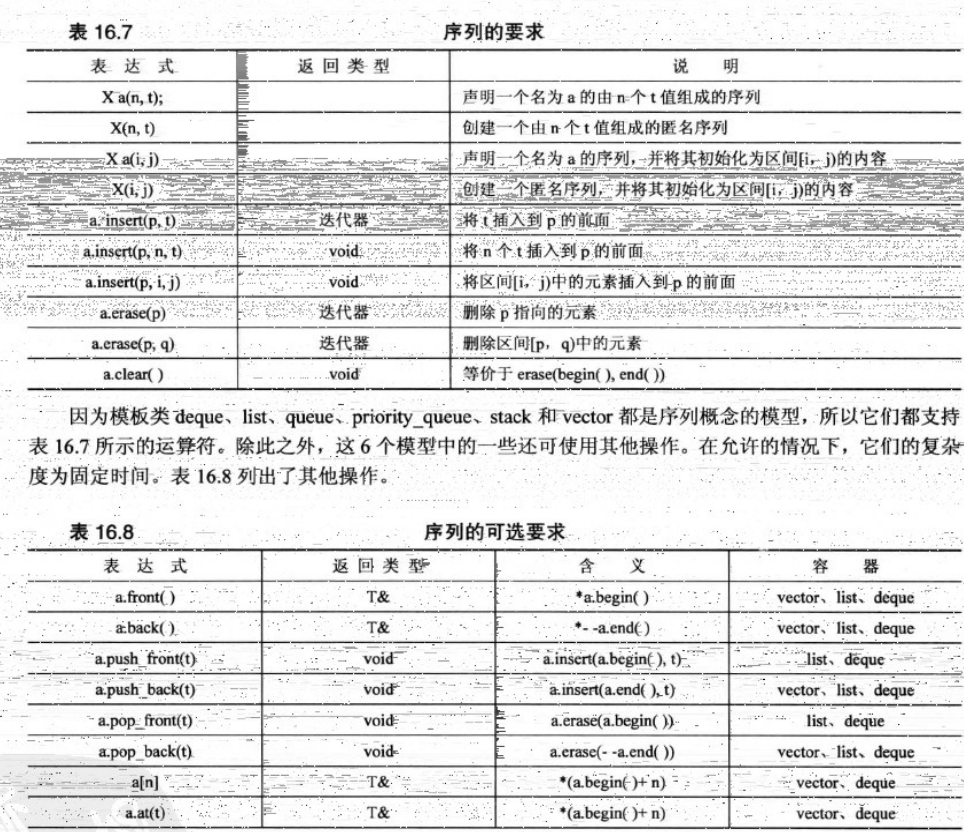 表 16.7 序列的要求
表 达 式 返 回 类 型 说 明
X a(n, t); 声明一个名为 a 的由 n 个 t 值组成的序列
X(n, t) 创建一个由 n 个 t 值组成的匿名序列
X a(i, j) 声明一个名为 a 的序列，并将其初始化为区间[i，j)的内容
X(i, j) 创建一个匿名序列，并将其初始化为区间[i，j)的内容
a. insert(p, t) 迭代器 将 t 插入到 p 的前面
a.insert(p, n, t) void 将 n 个 t 插入到 p 的前面
a.insert(p, i, j) void 将区间[i，j)中的元素插入到 p 的前面
a.erase(p) 迭代器 删除 p 指向的元素
a.erase(p, q) 迭代器 删除区间[p，q)中的元素
a.clear( ) void 等价于 erase(begin( ), end( ))
因为模板类 deque、list、queue、priority_queue、stack 和 vector 都是序列概念的模型，所以它们都支持
表 16.7 所示的运算符。除此之外，这 6 个模型中的一些还可使用其他操作。在允许的情况下，它们的复杂
度为固定时间。表 16.8 列出了其他操作。
表 16.8 序列的可选要求
表 达 式 返 回 类 型 含 义 容 器
a.front( ) T& *a.begin( ) vector、list、deque
a.back( ) T& *- -a.end( ) vector、list、deque
a.push_front(t) void a.insert(a.begin( ), t) list、deque
a.push_back(t) void a.insert(a.end( ), t) vector、list、deque
a.pop_front(t) void a.erase(a.begin( )) list、deque
a.pop_back(t) void a.erase(- -a.end( )) vector、list、deque
a[n] T& *(a.begin( )+ n) vector、deque
a.at(t) T& *(a.begin( )+ n) vector、deque